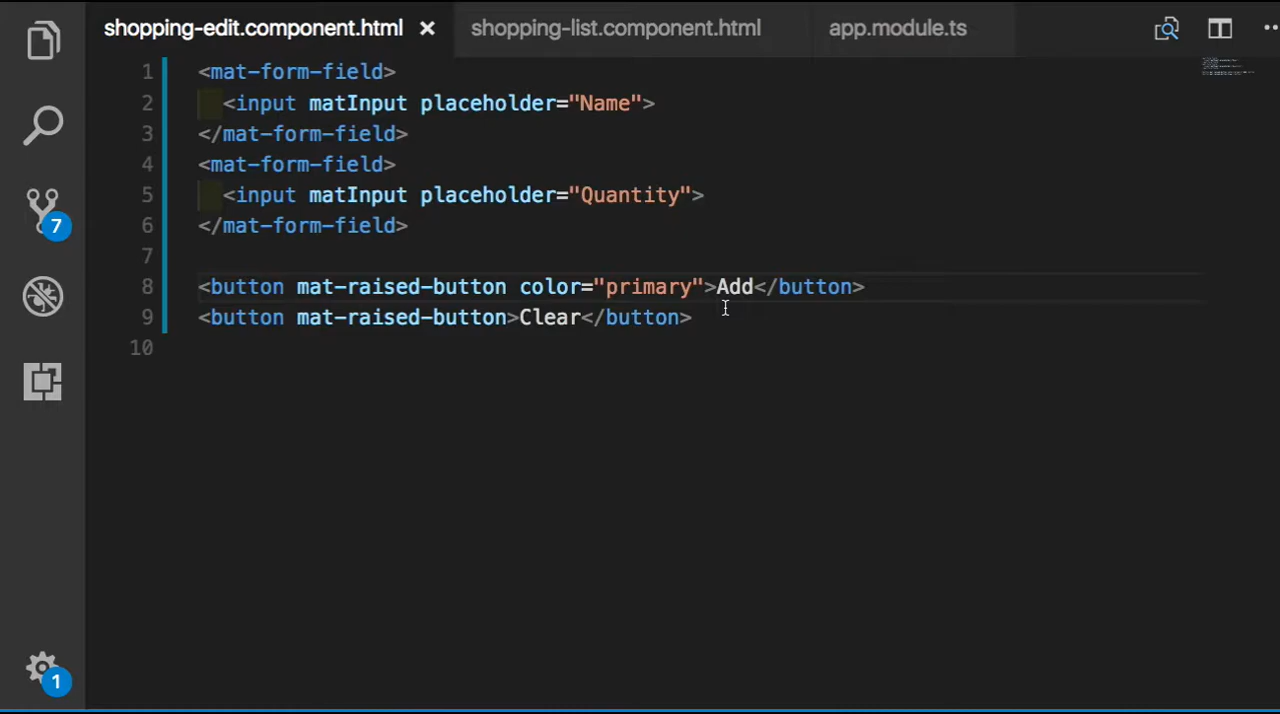 shopping-edit.component.html × shopping-list.component.html app.module.ts
1 <mat-form-field>
2 <input matInput placeholder="Name">
3 </mat-form-field>
4 <mat-form-field>
5 <input matInput placeholder="Quantity">
6 </mat-form-field>
7
8 <button mat-raised-button color="primary">Add</button>
9 <button mat-raised-button>Clear</button>
10
7
1